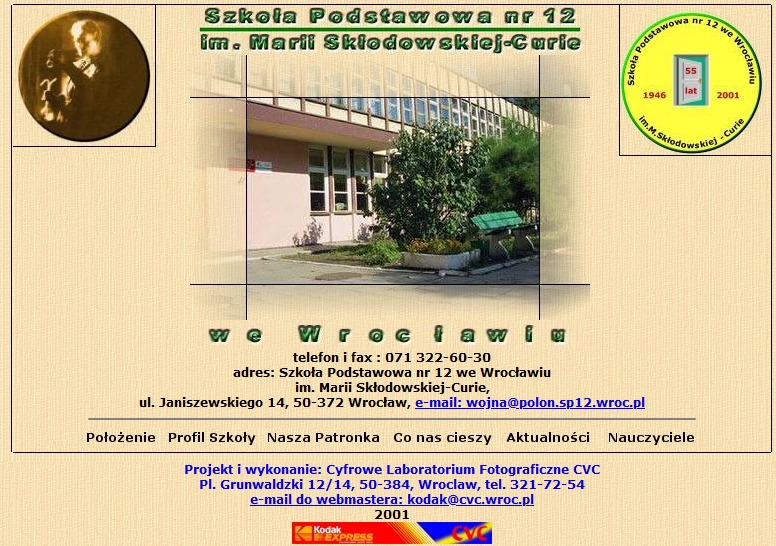 Szkoła Podstawowa nr 12
im. Marii Skłodowskiej-Curie
Szkoła Podstawowa nr 12 we Wrocławiu
55
lat
1946
2001
im.M.Skłodowskiej - Curie
we Wrocławiu
telefon i fax : 071 322-60-30
adres: Szkoła Podstawowa nr 12 we Wrocławiu
im. Marii Skłodowskiej-Curie,
ul. Janiszewskiego 14, 50-372 Wrocław, e-mail: wojna@polon.sp12.wroc.pl
Położenie Profil Szkoły Nasza Patronka Co nas cieszy Aktualności Nauczyciele
Projekt i wykonanie: Cyfrowe Laboratorium Fotograficzne CVC
Pl. Grunwaldzki 12/14, 50-384, Wroclaw, tel. 321-72-54
e-mail do webmastera: kodak@cvc.wroc.pl
2001
Kodak
EXPRESS
CVC